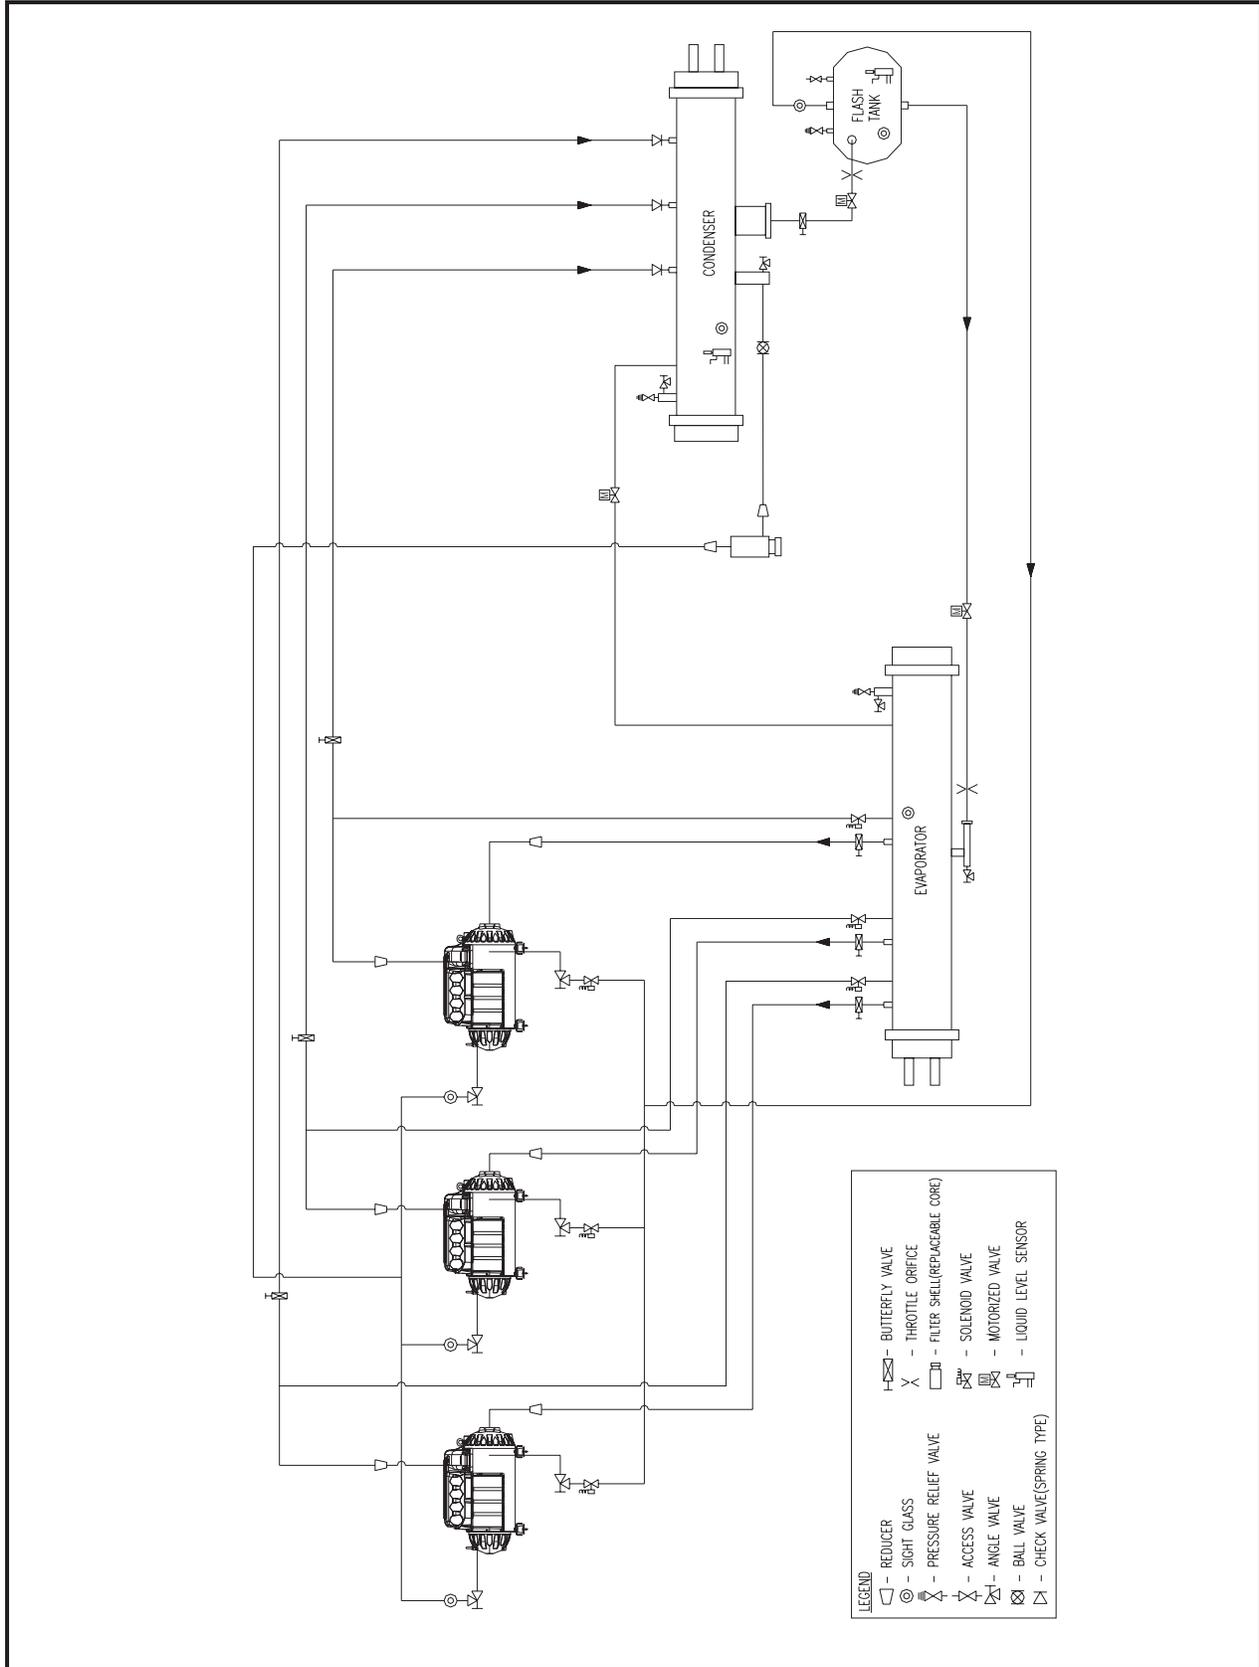 CONDENSER
FLASH
TANK
M
M
M
EVAPORATOR
LEGEND
– REDUCER
– SIGHT GLASS
– PRESSURE RELIEF VALVE
– ACCESS VALVE
– ANGLE VALVE
– BALL VALVE
– CHECK VALVE(SPRING TYPE)
– BUTTERFLY VALVE
– THROTTLE ORIFICE
– FILTER SHELL(REPLACEABLE CORE)
– SOLENOID VALVE
M – MOTORIZED VALVE
– LIQUID LEVEL SENSOR